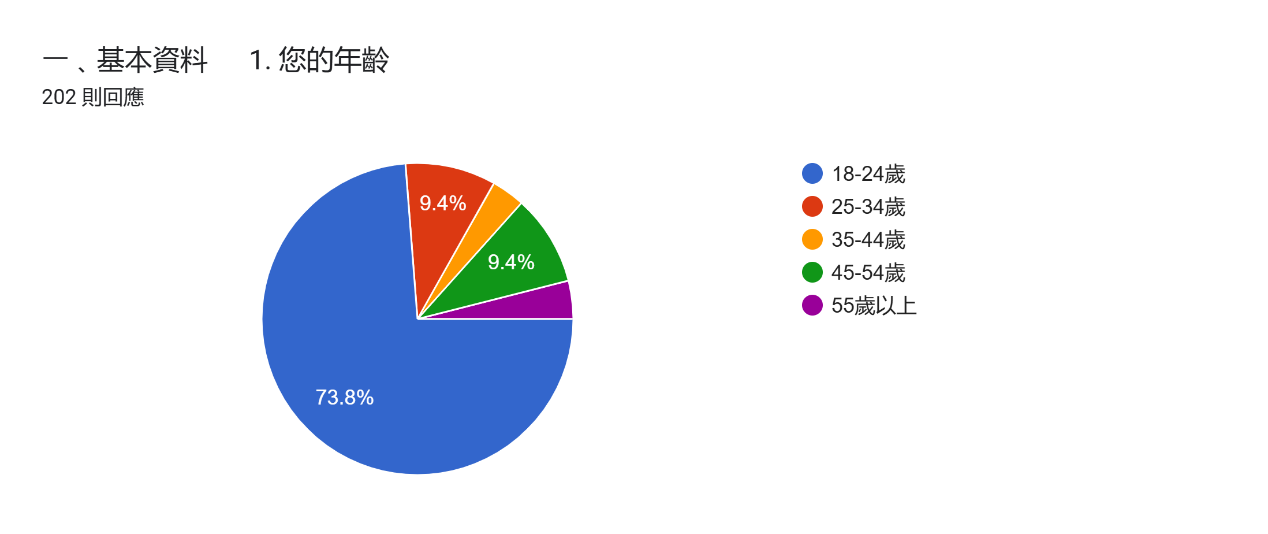 一、基本資料 1. 您的年齡
202 則回應
9.4%
9.4%
73.8%
18-24歲
25-34歲
35-44歲
45-54歲
55歲以上